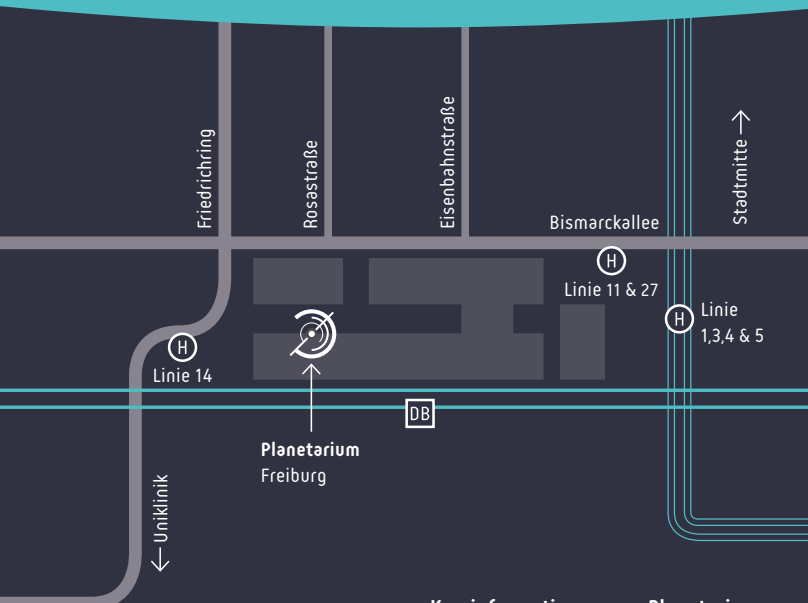 Friedrichring
Rosastraße
Eisenbahnstraße
Stadtmitte
Bismarckallee
H
Linie 11 & 27
H
Linie
1,3,4 & 5
H
Linie 14
DB
Planetarium
Freiburg
Uniklinik